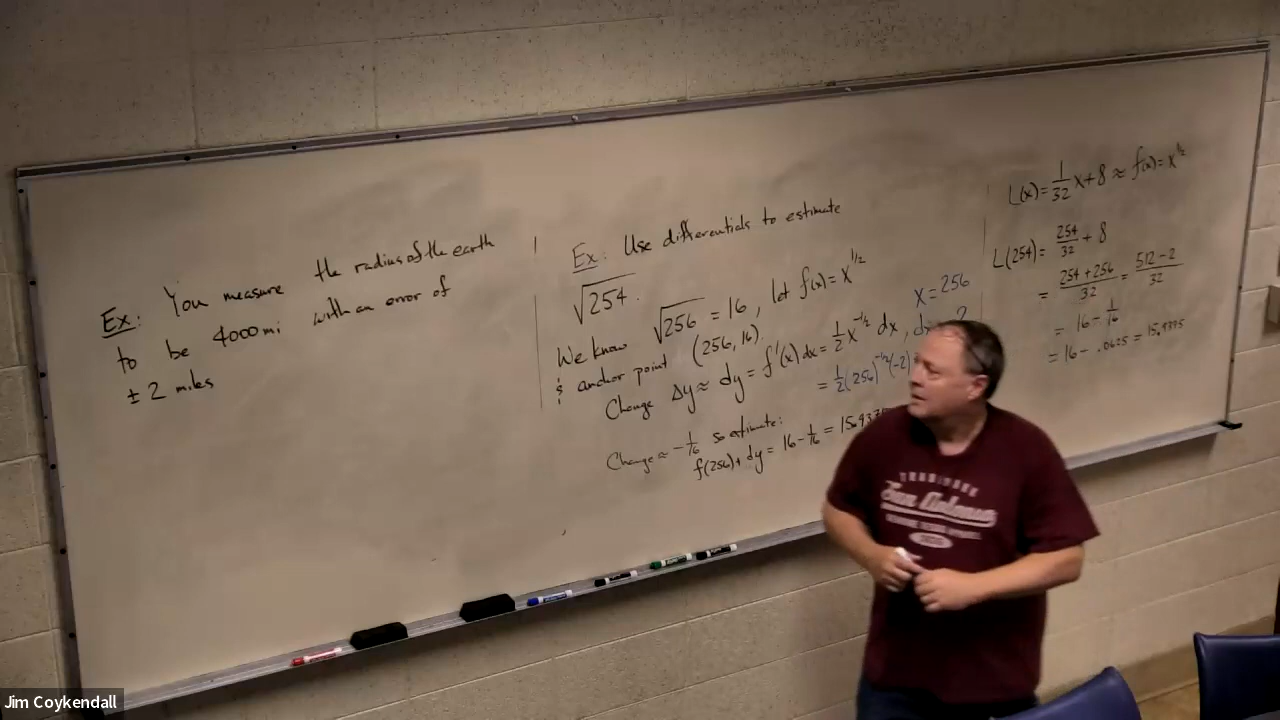 Ex: You measure the radius of the earth
to be 4000 mi with an error of
± 2 miles
Ex: Use differentials to estimate
√254.
We know √256 = 16, let f(x) = x^1/2
& anchor point (256, 16).
x = 256
Change Δy ≈ dy = f'(x) dx = 1/2 x^-1/2 dx,
= 1/2 (256)^-1/2 (-2)
Change ≈ -1/16 so estimate:
f(256) + dy = 16 - 1/16 =
L(x) = 1/32 x + 8 ≈ f(x) = x^1/2
L(254) = 254/32 + 8
= (254 + 256)/32 = (512 - 2)/32
= 16 - 1/16
= 16 - .0625 = 15.9375
Jim Coykendall